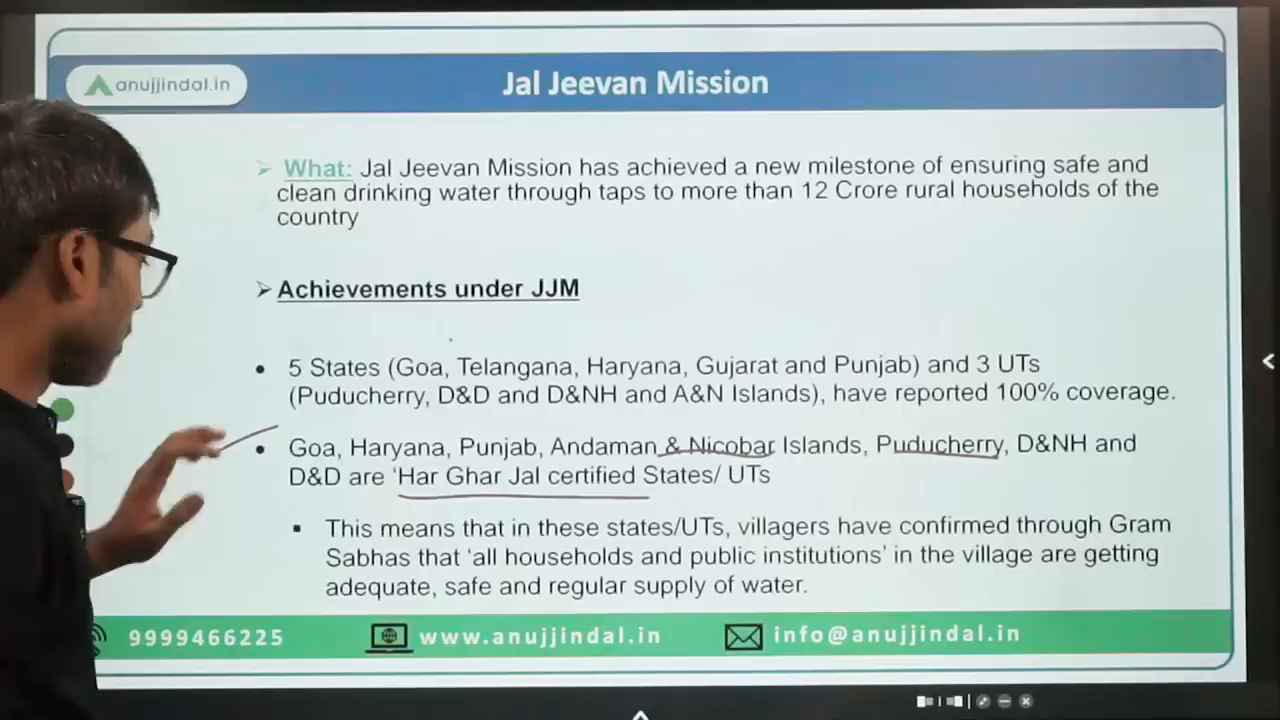 anujjindal.in
Jal Jeevan Mission
What: Jal Jeevan Mission has achieved a new milestone of ensuring safe and
clean drinking water through taps to more than 12 Crore rural households of the
country
Achievements under JJM
5 States (Goa, Telangana, Haryana, Gujarat and Punjab) and 3 UTs
(Puducherry, D&D and D&NH and A&N Islands), have reported 100% coverage.
Goa, Haryana, Punjab, Andaman & Nicobar Islands, Puducherry, D&NH and
D&D are ‘Har Ghar Jal certified States/ UTs
This means that in these states/UTs, villagers have confirmed through Gram
Sabhas that ‘all households and public institutions’ in the village are getting
adequate, safe and regular supply of water.
9999466225 www.anujjindal.in info@anujjindal.in